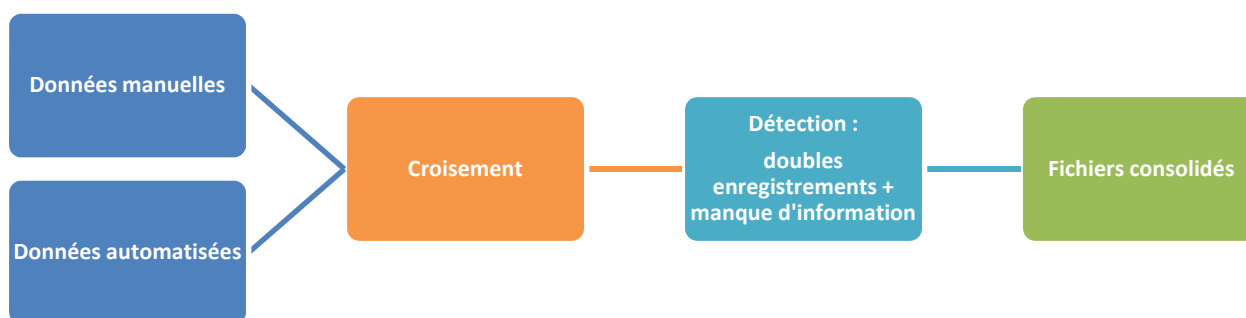 Données manuelles
Données automatisées
Croisement
Détection :
doubles
enregistrements +
manque d'information
Fichiers consolidés